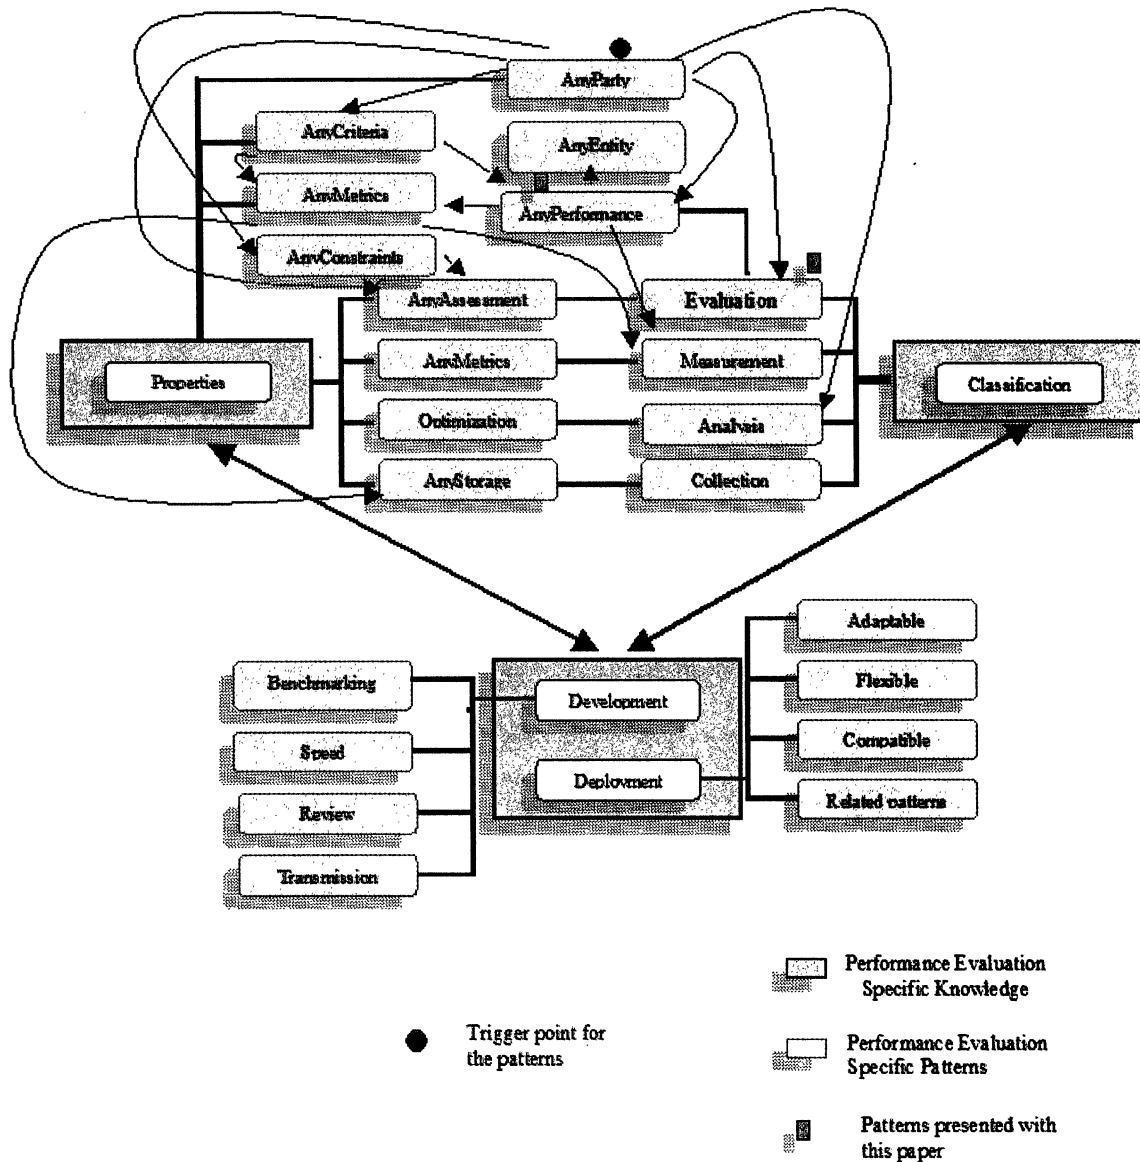 AnyParty
AnyCriteria
AnyEntity
AnyMetrics
AnyPerformance
AnyConstraints
AnyAssessment
Evaluation
Properties
AnyMetrics
Measurement
Classification
Optimization
Analysis
AnyStorage
Collection
Adaptable
Benchmarking
Development
Flexible
Speed
Compatible
Deployment
Review
Related patterns
Transmission
Performance Evaluation
Specific Knowledge
Trigger point for
the patterns
Performance Evaluation
Specific Patterns
Patterns presented with
this paper